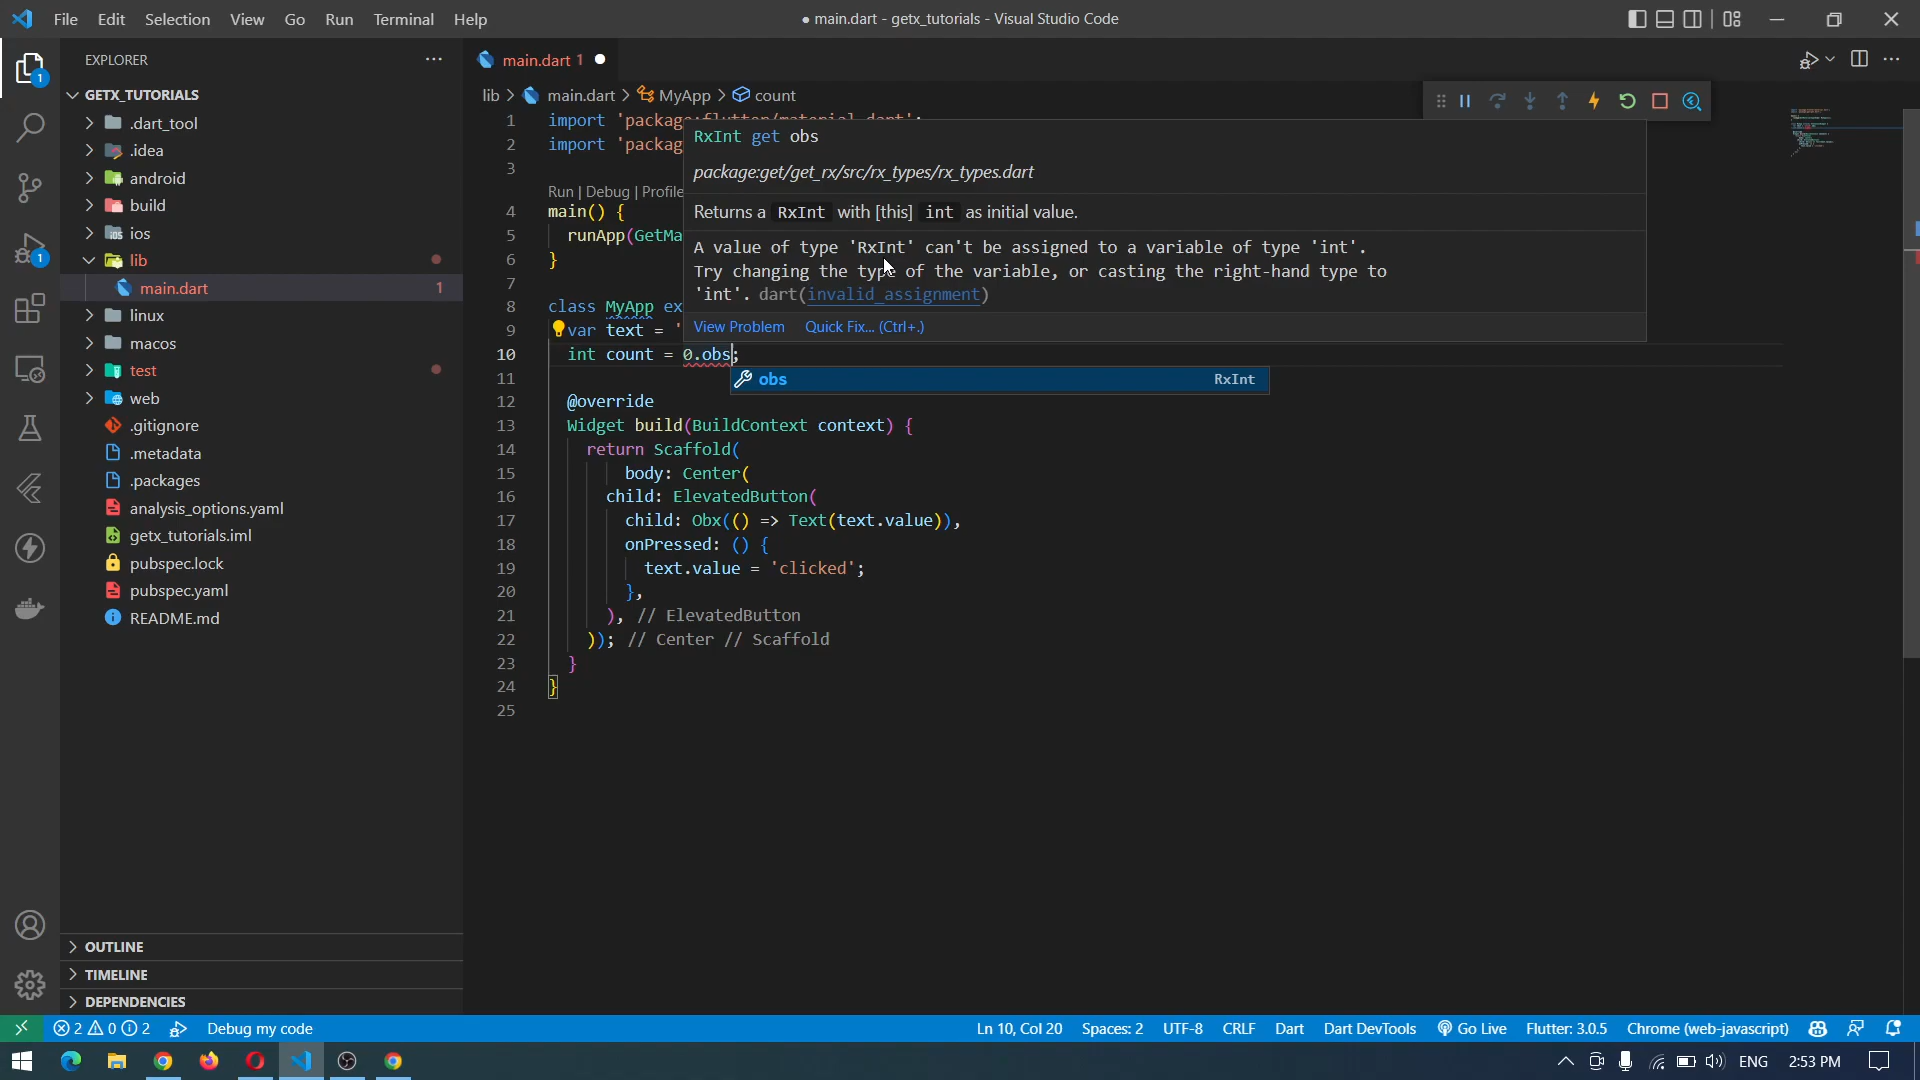 File Edit Selection View Go Run Terminal Help
● main.dart - getx_tutorials - Visual Studio Code
EXPLORER
GETX_TUTORIALS
.dart_tool
.idea
android
build
ios
lib
main.dart 1
linux
macos
test
web
.gitignore
.metadata
.packages
analysis_options.yaml
getx_tutorials.iml
pubspec.lock
pubspec.yaml
README.md
OUTLINE
TIMELINE
DEPENDENCIES
main.dart 1
lib > main.dart > MyApp > count
1 import 'package:flutter/material.dart';
2 import 'packag
3
Run | Debug | Profile
4 main() {
5 runApp(GetMa
6 }
7
8 class MyApp ex
9 var text = '
10 int count = 0.obs;
11
12 @override
13 Widget build(BuildContext context) {
14 return Scaffold(
15 body: Center(
16 child: ElevatedButton(
17 child: Obx(() => Text(text.value)),
18 onPressed: () {
19 text.value = 'clicked';
20 },
21 ), // ElevatedButton
22 )); // Center // Scaffold
23 }
24 }
25
RxInt get obs
package:get/get_rx/src/rx_types/rx_types.dart
Returns a RxInt with [this] int as initial value.
A value of type 'RxInt' can't be assigned to a variable of type 'int'.
Try changing the type of the variable, or casting the right-hand type to
'int'. dart(invalid_assignment)
View Problem Quick Fix... (Ctrl+.)
obs RxInt
1
1
2 0 2 Debug my code
Ln 10, Col 20 Spaces: 2 UTF-8 CRLF Dart Dart DevTools Go Live Flutter: 3.0.5 Chrome (web-javascript)
ENG 2:53 PM